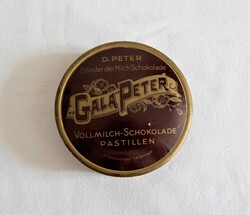 D. PETER
Erfinder der Milch-Schokolade
GALA PETER
VOLLMILCH-SCHOKOLADE
PASTILLEN